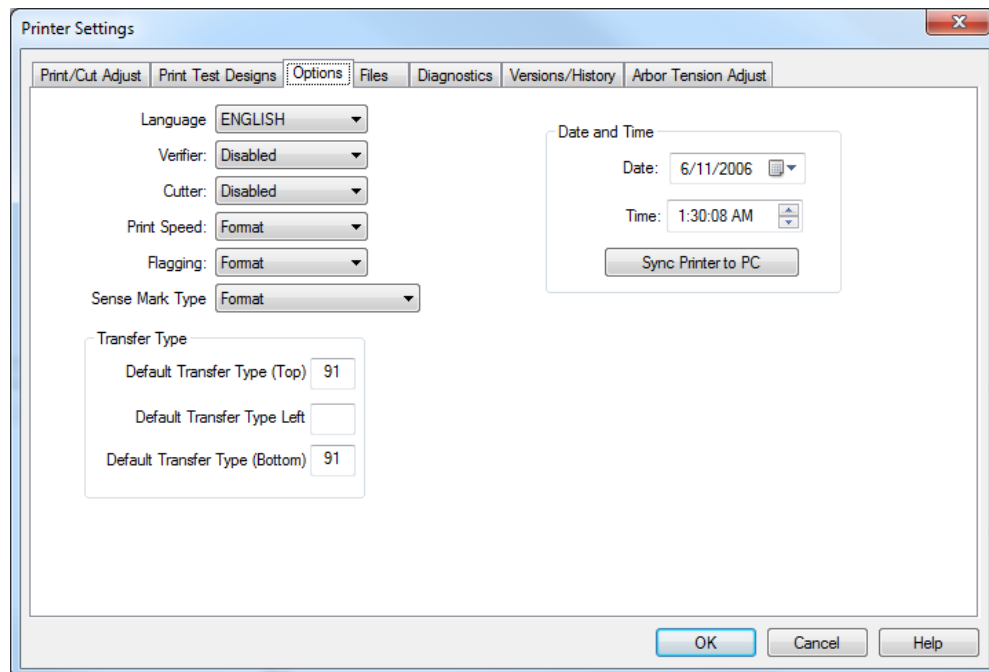 Printer Settings
Print/Cut Adjust Print Test Designs Options Files Diagnostics Versions/History Arbor Tension Adjust
Language ENGLISH
Verifier: Disabled
Cutter: Disabled
Print Speed: Format
Flagging: Format
Sense Mark Type Format
Transfer Type
Default Transfer Type (Top) 91
Default Transfer Type Left
Default Transfer Type (Bottom) 91
Date and Time
Date: 6/11/2006
Time: 1:30:08 AM
Sync Printer to PC
OK Cancel Help